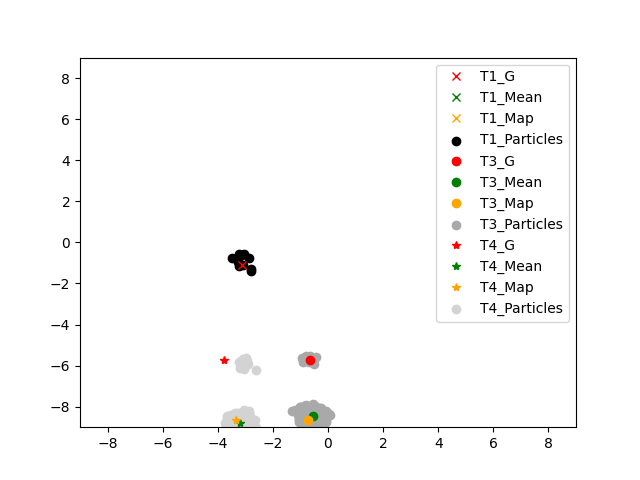 8
6
4
2
0
−2
−4
−6
−8
−8 −6 −4 −2 0 2 4 6 8
T1_G
T1_Mean
T1_Map
T1_Particles
T3_G
T3_Mean
T3_Map
T3_Particles
T4_G
T4_Mean
T4_Map
T4_Particles